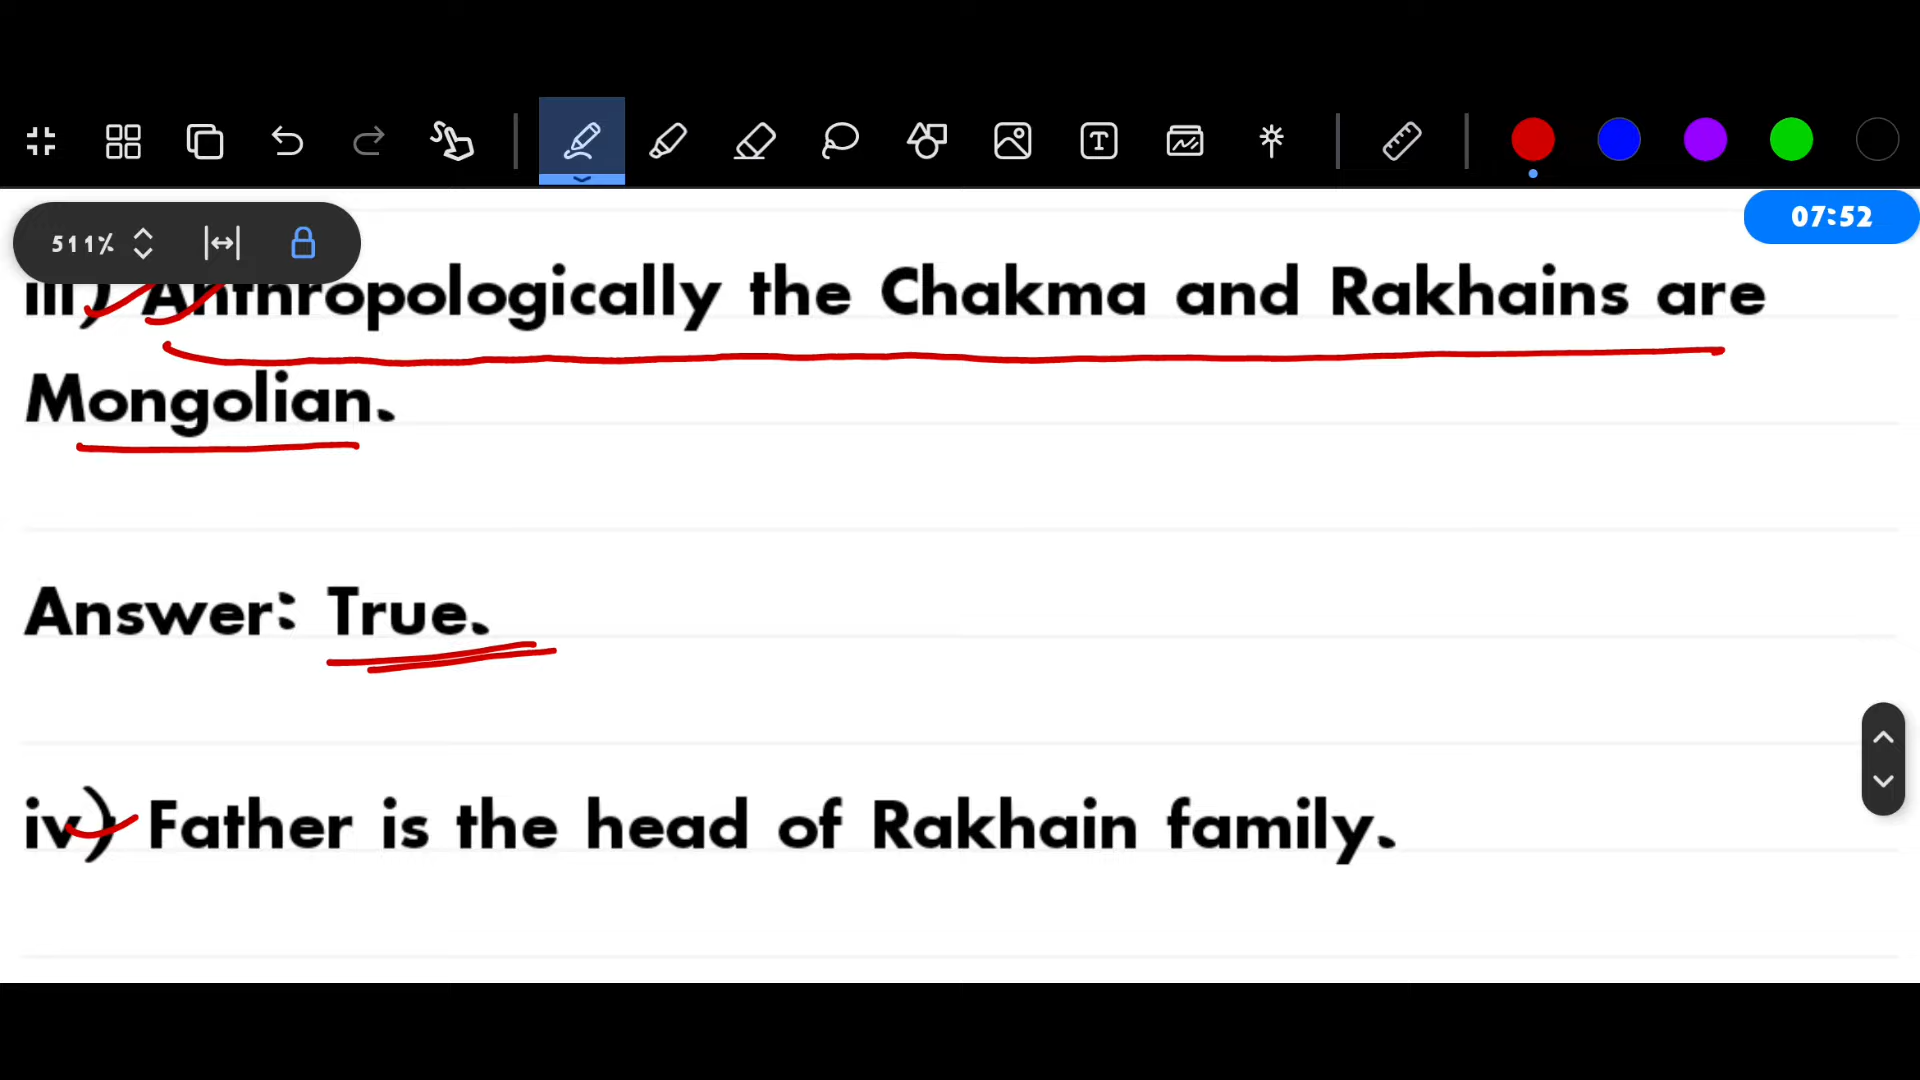 07:52
511%
iii) Anthropologically the Chakma and Rakhains are
Mongolian.
Answer: True.
iv) Father is the head of Rakhain family.